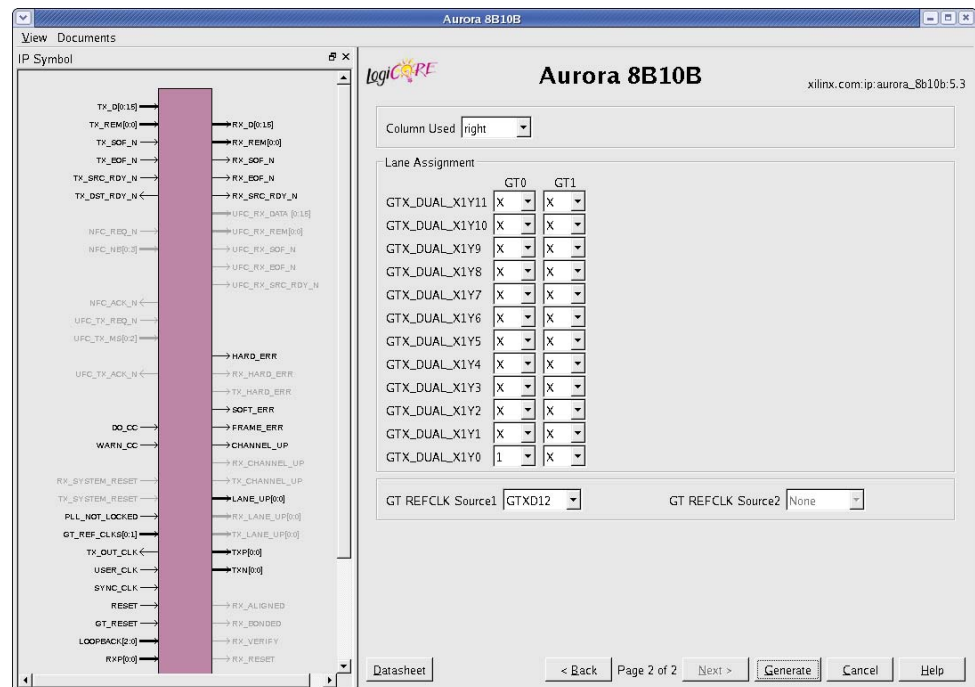 Aurora 8B10B
View Documents
IP Symbol
TX_D[0:15]
TX_REM[0:0]
TX_SOF_N
TX_EOF_N
TX_SRC_RDY_N
TX_DST_RDY_N
NFC_REQ_N
NFC_NB[0:3]
NFC_ACK_N
UFC_TX_REQ_N
UFC_TX_MS[0:2]
UFC_TX_ACK_N
DO_CC
WARN_CC
RX_SYSTEM_RESET
TX_SYSTEM_RESET
PLL_NOT_LOCKED
GT_REF_CLKS[0:1]
TX_OUT_CLK
USER_CLK
SYNC_CLK
RESET
GT_RESET
LOOPBACK[2:0]
RXP[0:0]
RX_D[0:15]
RX_REM[0:0]
RX_SOF_N
RX_EOF_N
RX_SRC_RDY_N
UFC_RX_DATA [0:15]
UFC_RX_REM[0:0]
UFC_RX_SOF_N
UFC_RX_EOF_N
UFC_RX_SRC_RDY_N
HARD_ERR
RX_HARD_ERR
TX_HARD_ERR
SOFT_ERR
FRAME_ERR
CHANNEL_UP
RX_CHANNEL_UP
TX_CHANNEL_UP
LANE_UP[0:0]
RX_LANE_UP[0:0]
TX_LANE_UP[0:0]
TXP[0:0]
TXN[0:0]
RX_ALIGNED
RX_BONDED
RX_VERIFY
RX_RESET
logiCORE
Aurora 8B10B
xilinx.com:ip:aurora_8b10b:5.3
Column Used right
Lane Assignment
GT0 GT1
GTX_DUAL_X1Y11 X X
GTX_DUAL_X1Y10 X X
GTX_DUAL_X1Y9 X X
GTX_DUAL_X1Y8 X X
GTX_DUAL_X1Y7 X X
GTX_DUAL_X1Y6 X X
GTX_DUAL_X1Y5 X X
GTX_DUAL_X1Y4 X X
GTX_DUAL_X1Y3 X X
GTX_DUAL_X1Y2 X X
GTX_DUAL_X1Y1 X X
GTX_DUAL_X1Y0 1 X
GT REFCLK Source1 GTXD12 GT REFCLK Source2 None
Datasheet < Back Page 2 of 2 Next > Generate Cancel Help